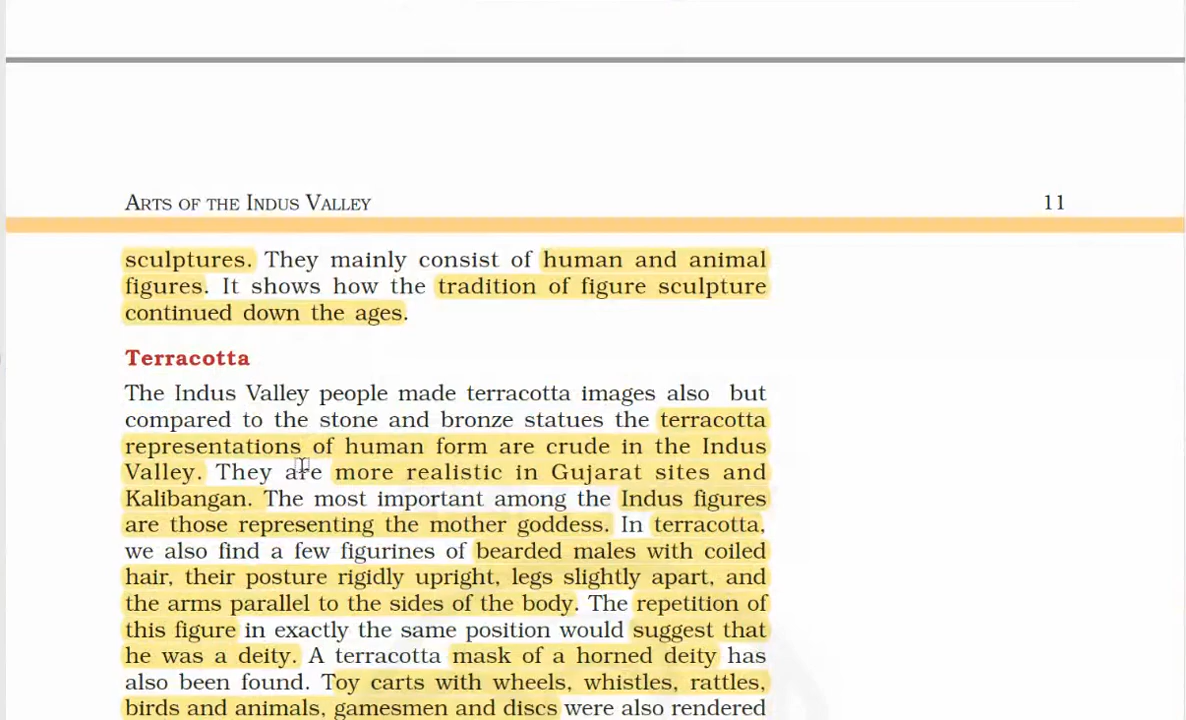 ARTS OF THE INDUS VALLEY 11
sculptures. They mainly consist of human and animal
figures. It shows how the tradition of figure sculpture
continued down the ages.
Terracotta
The Indus Valley people made terracotta images also but
compared to the stone and bronze statues the terracotta
representations of human form are crude in the Indus
Valley. They are more realistic in Gujarat sites and
Kalibangan. The most important among the Indus figures
are those representing the mother goddess. In terracotta,
we also find a few figurines of bearded males with coiled
hair, their posture rigidly upright, legs slightly apart, and
the arms parallel to the sides of the body. The repetition of
this figure in exactly the same position would suggest that
he was a deity. A terracotta mask of a horned deity has
also been found. Toy carts with wheels, whistles, rattles,
birds and animals, gamesmen and discs were also rendered